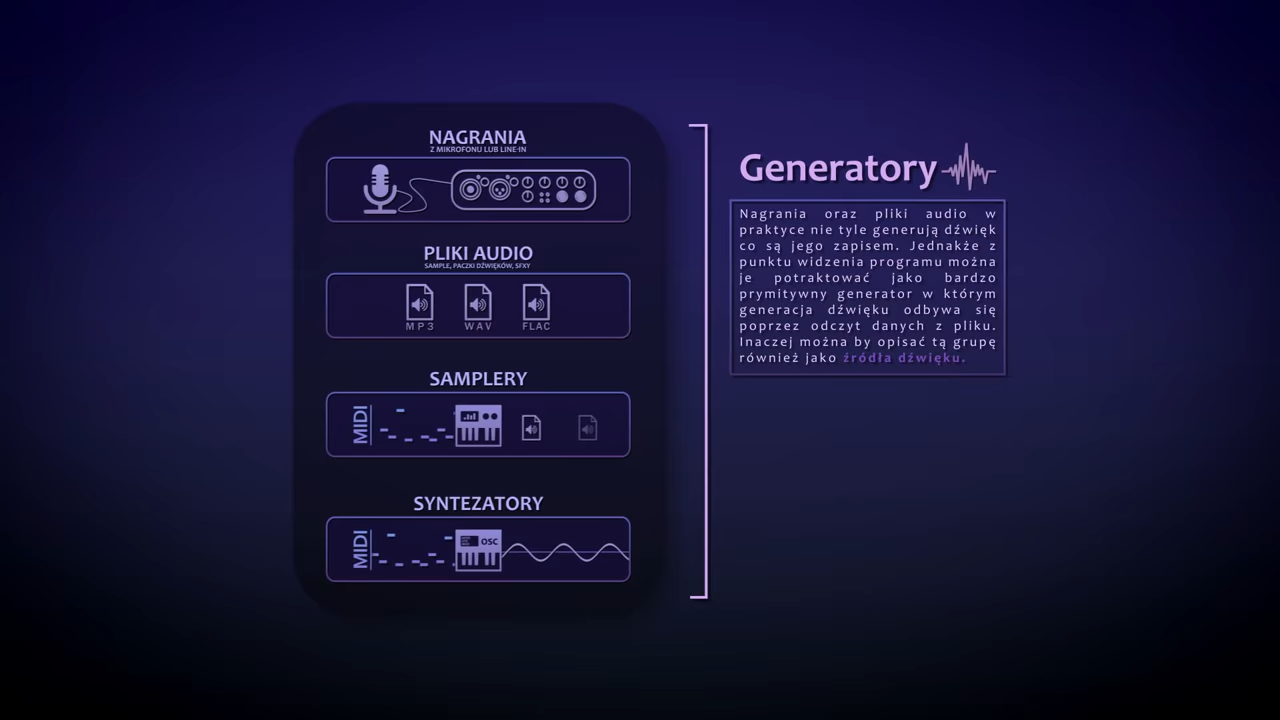 NAGRANIA
Z MIKROFONU LUB LINE-IN
PLIKI AUDIO
SAMPLE, PACZKI DŹWIĘKÓW, SFXY
MP3 WAV FLAC
SAMPLERY
MIDI
SYNTEZATORY
MIDI
OSC
Generatory
Nagrania oraz pliki audio w
praktyce nie tyle generują dźwięk
co są jego zapisem. Jednakże z
punktu widzenia programu można
je potraktować jako bardzo
prymitywny generator w którym
generacja dźwięku odbywa się
poprzez odczyt danych z pliku.
Inaczej można by opisać tą grupę
również jako źródła dźwięku.